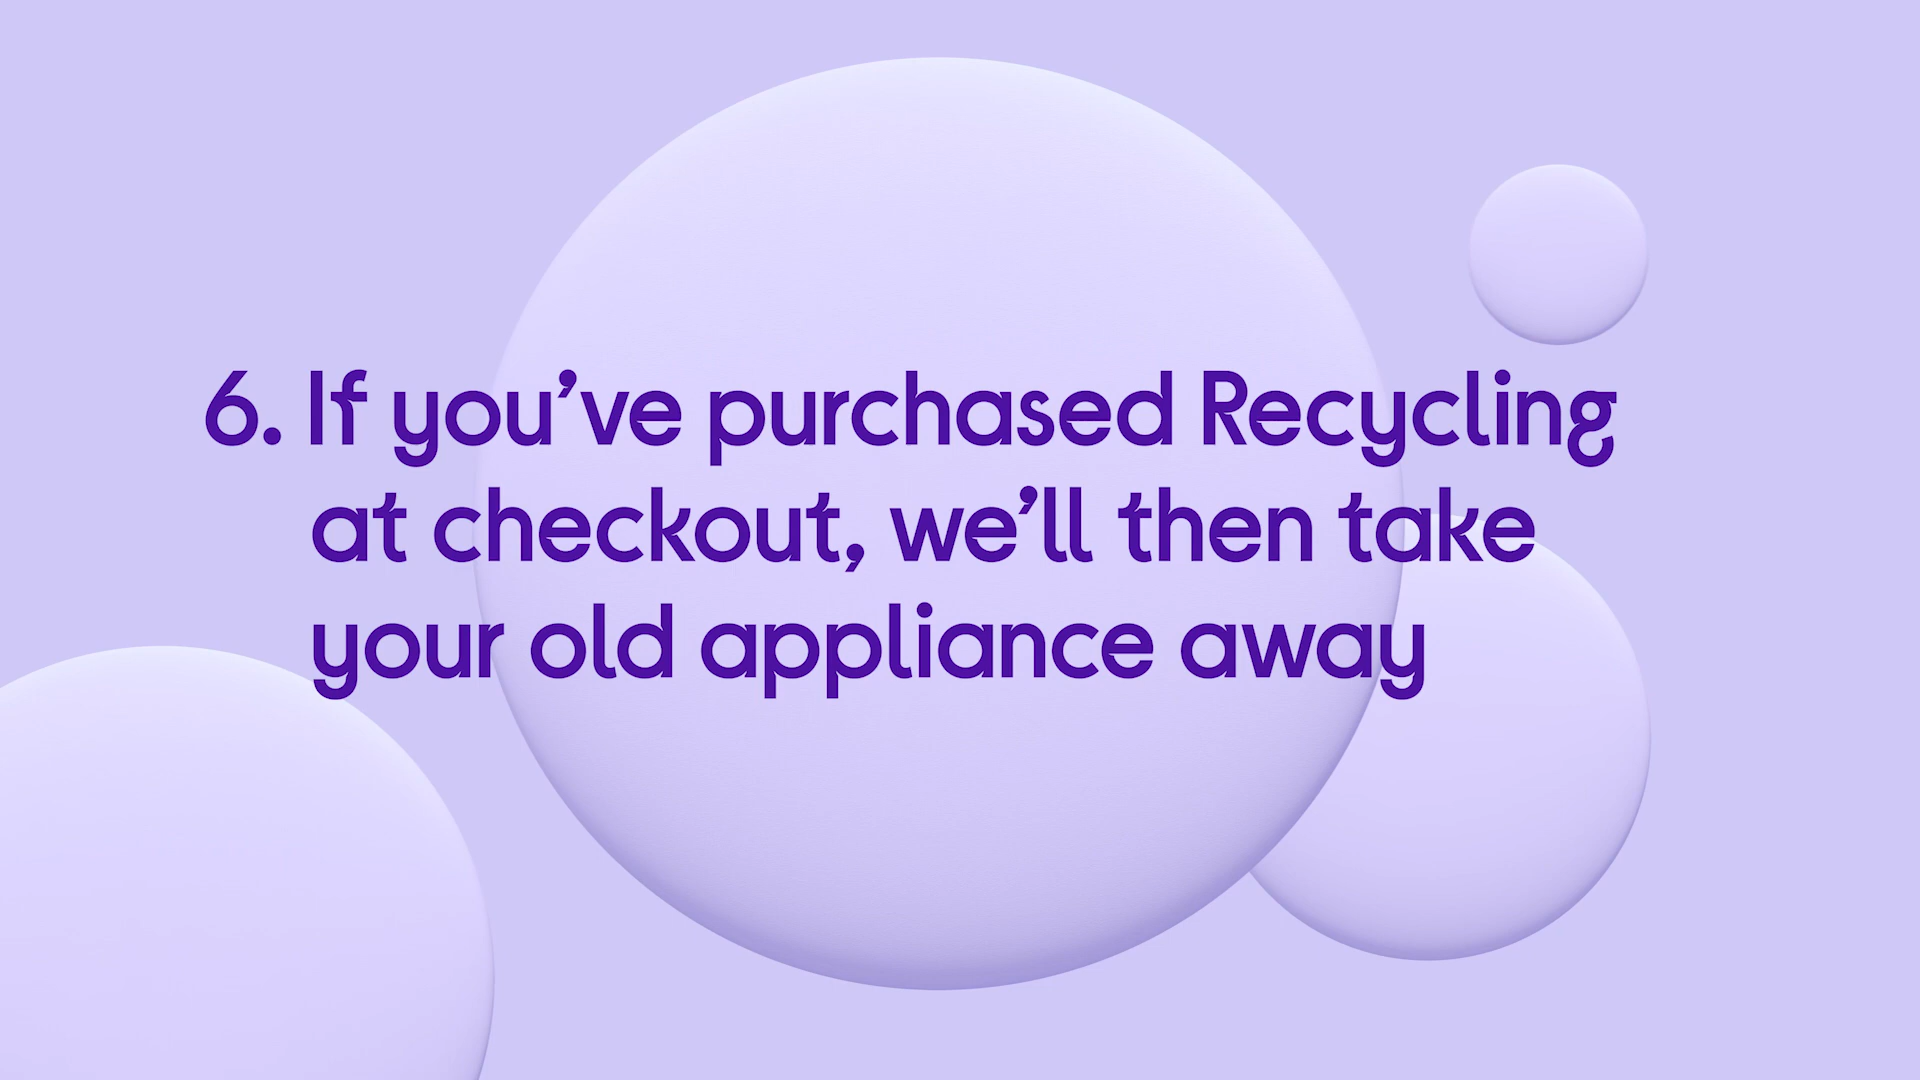 6. If you’ve purchased Recycling
at checkout, we’ll then take
your old appliance away